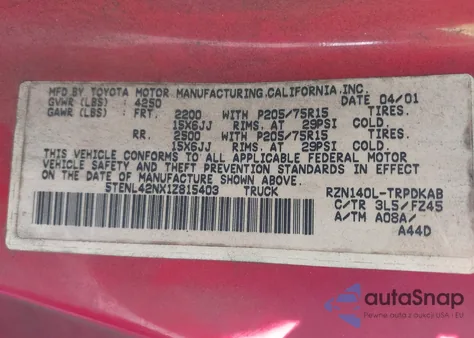 MFD. BY TOYOTA MOTOR MANUFACTURING, CALIFORNIA, INC.
GVWR (LBS) : 4250 DATE 04/01
GAWR (LBS) : FRT. 2200 WITH P205/75R15 TIRES.
15X6JJ RIMS. AT 29PSI COLD.
RR. 2500 WITH P205/75R15 TIRES.
15X6JJ RIMS. AT 29PSI COLD.
THIS VEHICLE CONFORMS TO ALL APPLICABLE FEDERAL MOTOR
VEHICLE SAFETY AND THEFT PREVENTION STANDARDS IN EFFECT
ON THE DATE OF MANUFACTURE SHOWN ABOVE.
5TENL42NX1Z815403 TRUCK RZN140L-TRPDKAB
C/TR 3L5/FZ45
A/TM A08A/
A44D
autoSnap